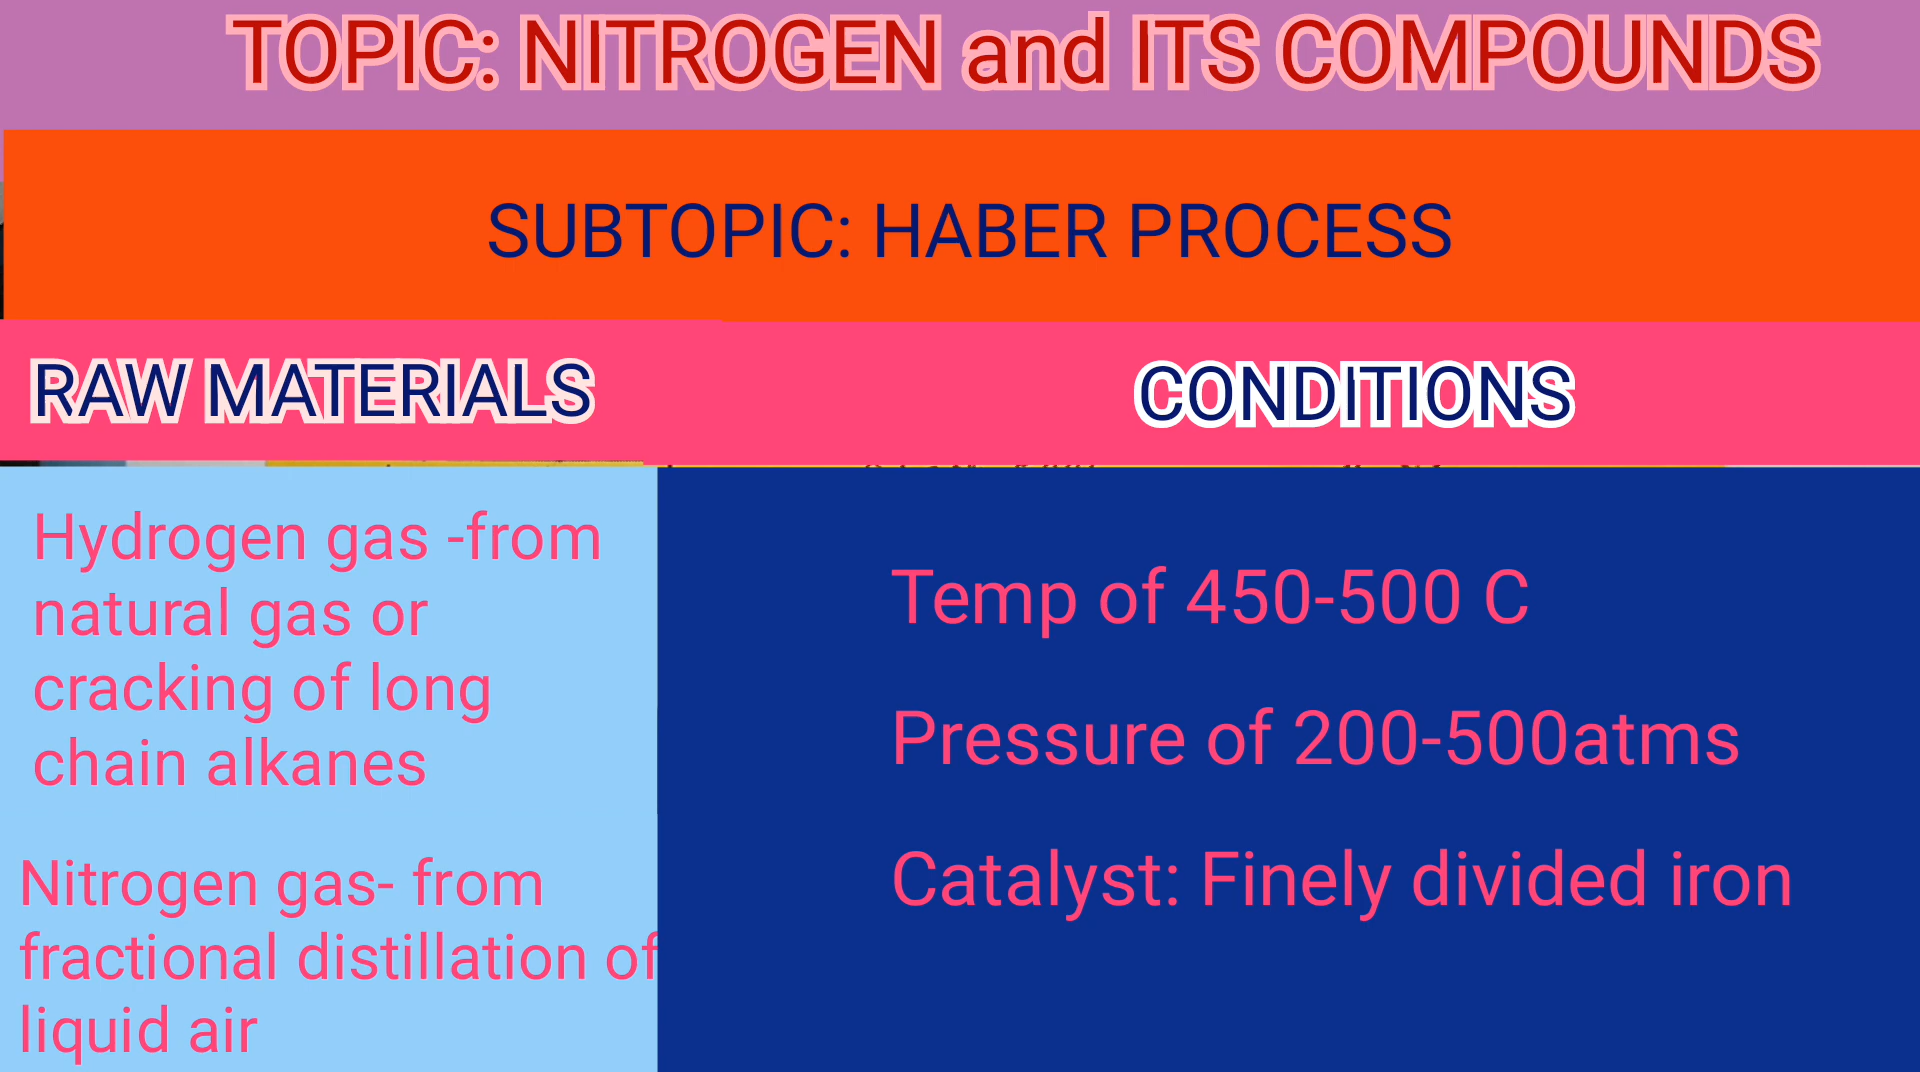 TOPIC: NITROGEN and ITS COMPOUNDS
SUBTOPIC: HABER PROCESS
RAW MATERIALS
CONDITIONS
Hydrogen gas -from
natural gas or
cracking of long
chain alkanes
Nitrogen gas- from
fractional distillation of
liquid air
Temp of 450-500 C
Pressure of 200-500atms
Catalyst: Finely divided iron